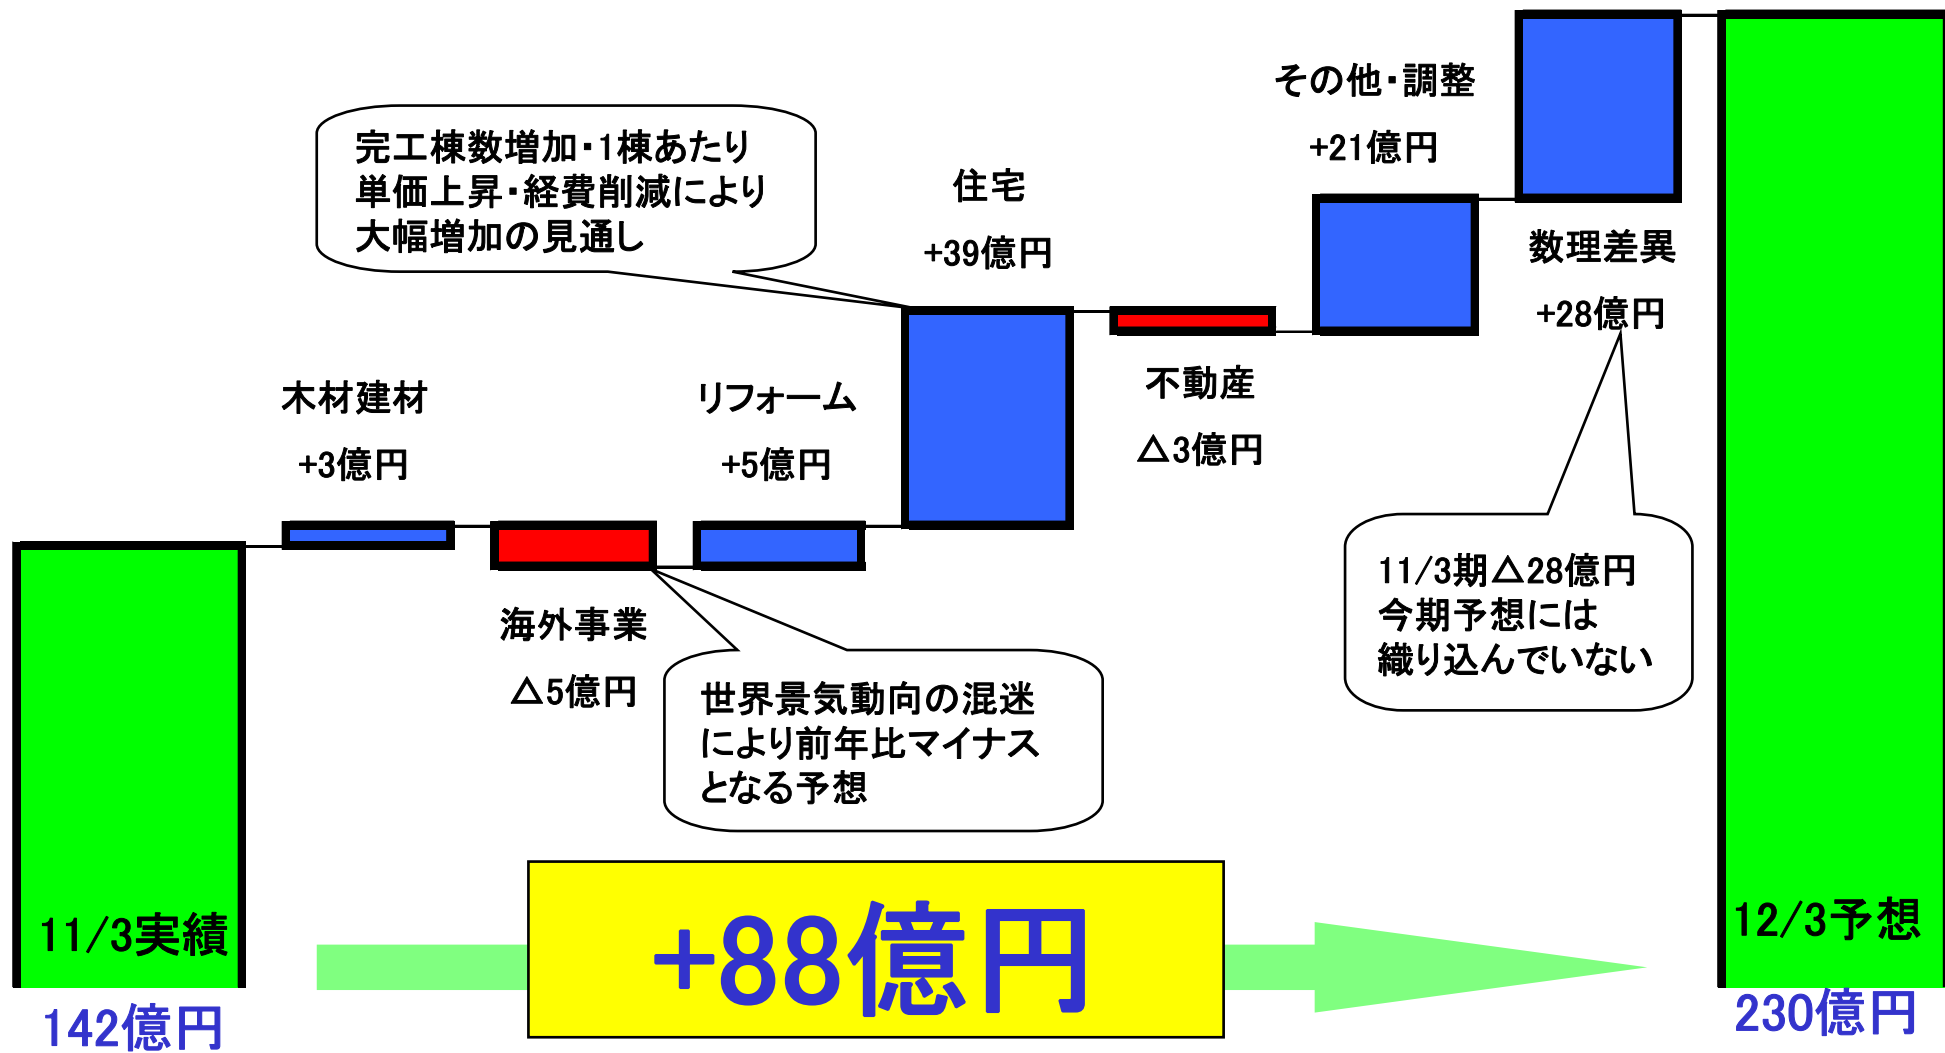 完工棟数増加・1棟あたり
単価上昇・経費削減により
大幅増加の見通し
木材建材
+3億円
海外事業
△5億円
世界景気動向の混迷
により前年比マイナス
となる予想
リフォーム
+5億円
住宅
+39億円
不動産
△3億円
その他・調整
+21億円
数理差異
+28億円
11/3期△28億円
今期予想には
織り込んでいない
11/3実績
142億円
+88億円
12/3予想
230億円